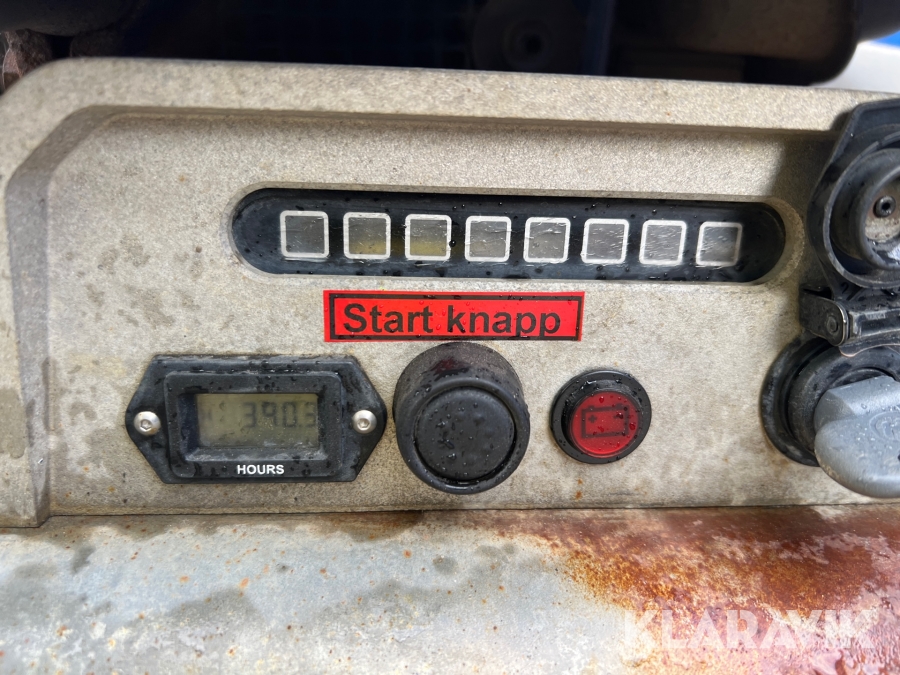 Start knapp
3903
HOURS
KLARAVIK